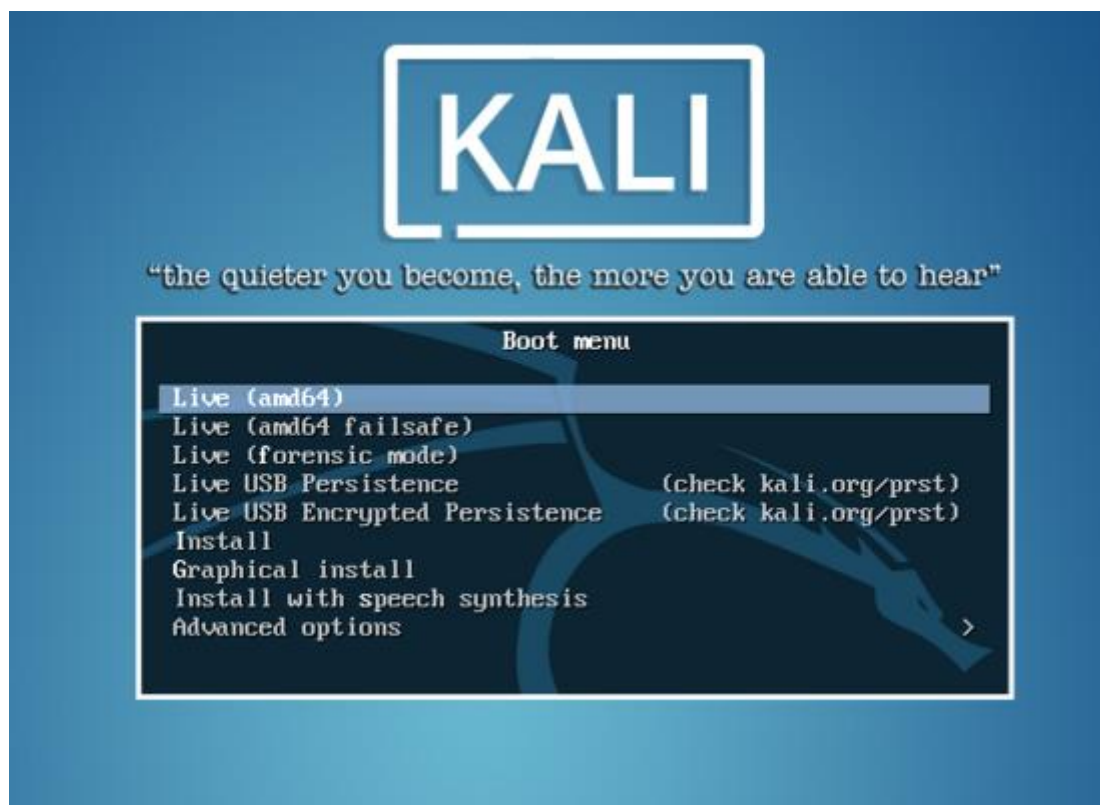 KALI
“the quieter you become, the more you are able to hear”
Boot menu
Live (amd64)
Live (amd64 failsafe)
Live (forensic mode)
Live USB Persistence (check kali.org/prst)
Live USB Encrypted Persistence (check kali.org/prst)
Install
Graphical install
Install with speech synthesis
Advanced options >